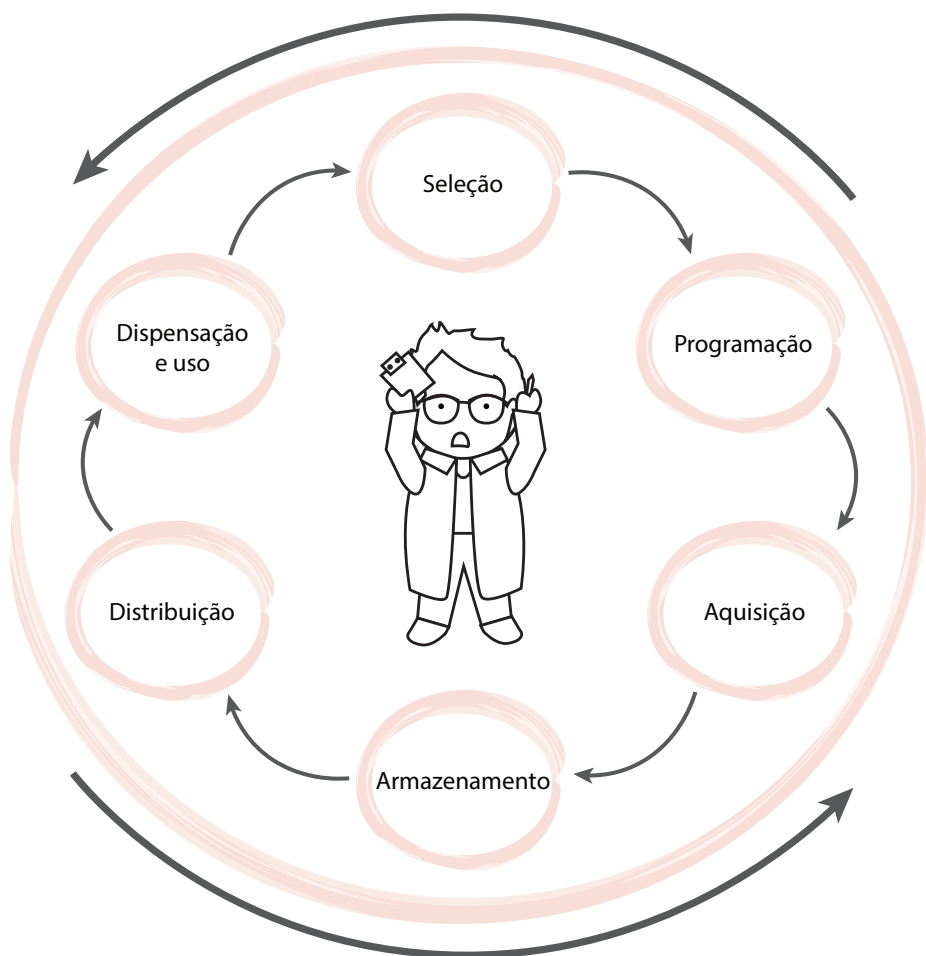 Seleção
Programação
Aquisição
Armazenamento
Distribuição
Dispensação
e uso